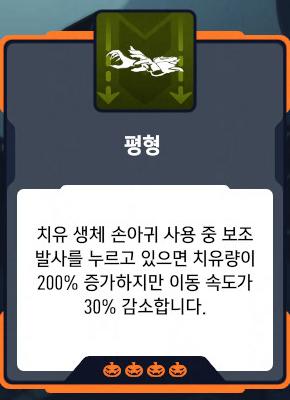 평형
치유 생체 손아귀 사용 중 보조
발사를 누르고 있으면 치유량이
200% 증가하지만 이동 속도가
30% 감소합니다.